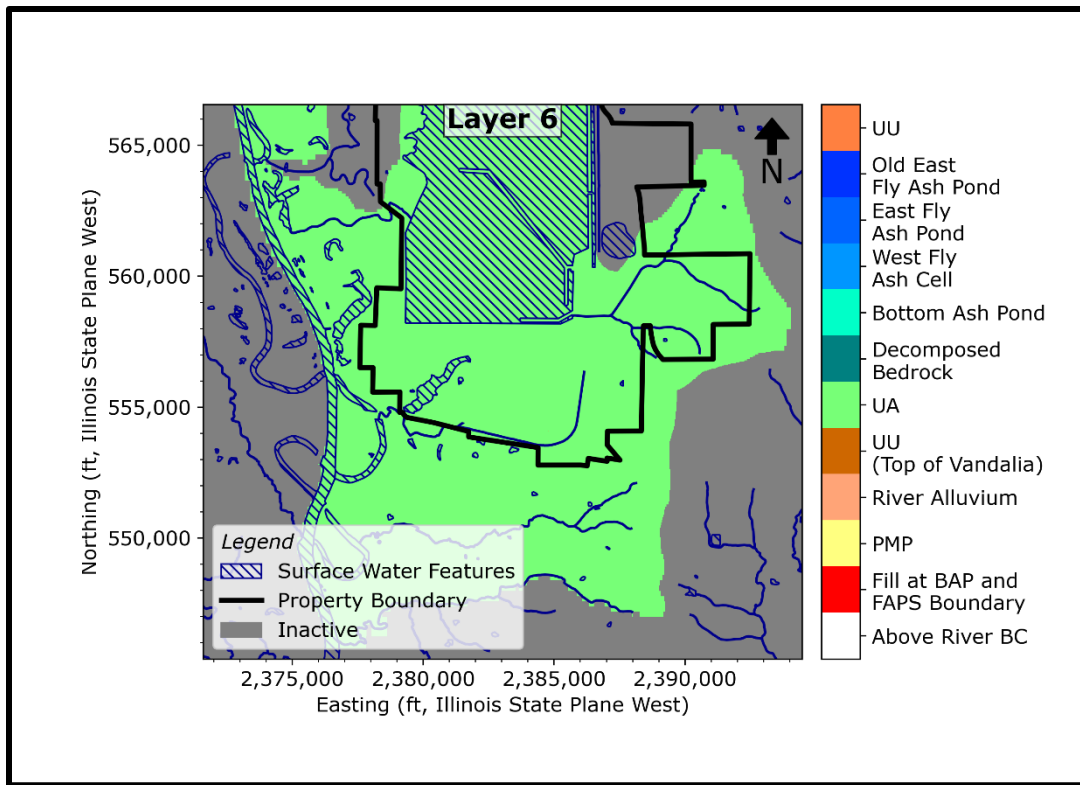 Layer 6
N
565,000
560,000
555,000
550,000
Northing (ft, Illinois State Plane West)
Legend
Surface Water Features
Property Boundary
Inactive
2,375,000
2,380,000
2,385,000
2,390,000
Easting (ft, Illinois State Plane West)
UU
Old East
Fly Ash Pond
East Fly
Ash Pond
West Fly
Ash Cell
Bottom Ash Pond
Decomposed
Bedrock
UA
UU
(Top of Vandalia)
River Alluvium
PMP
Fill at BAP and
FAPS Boundary
Above River BC